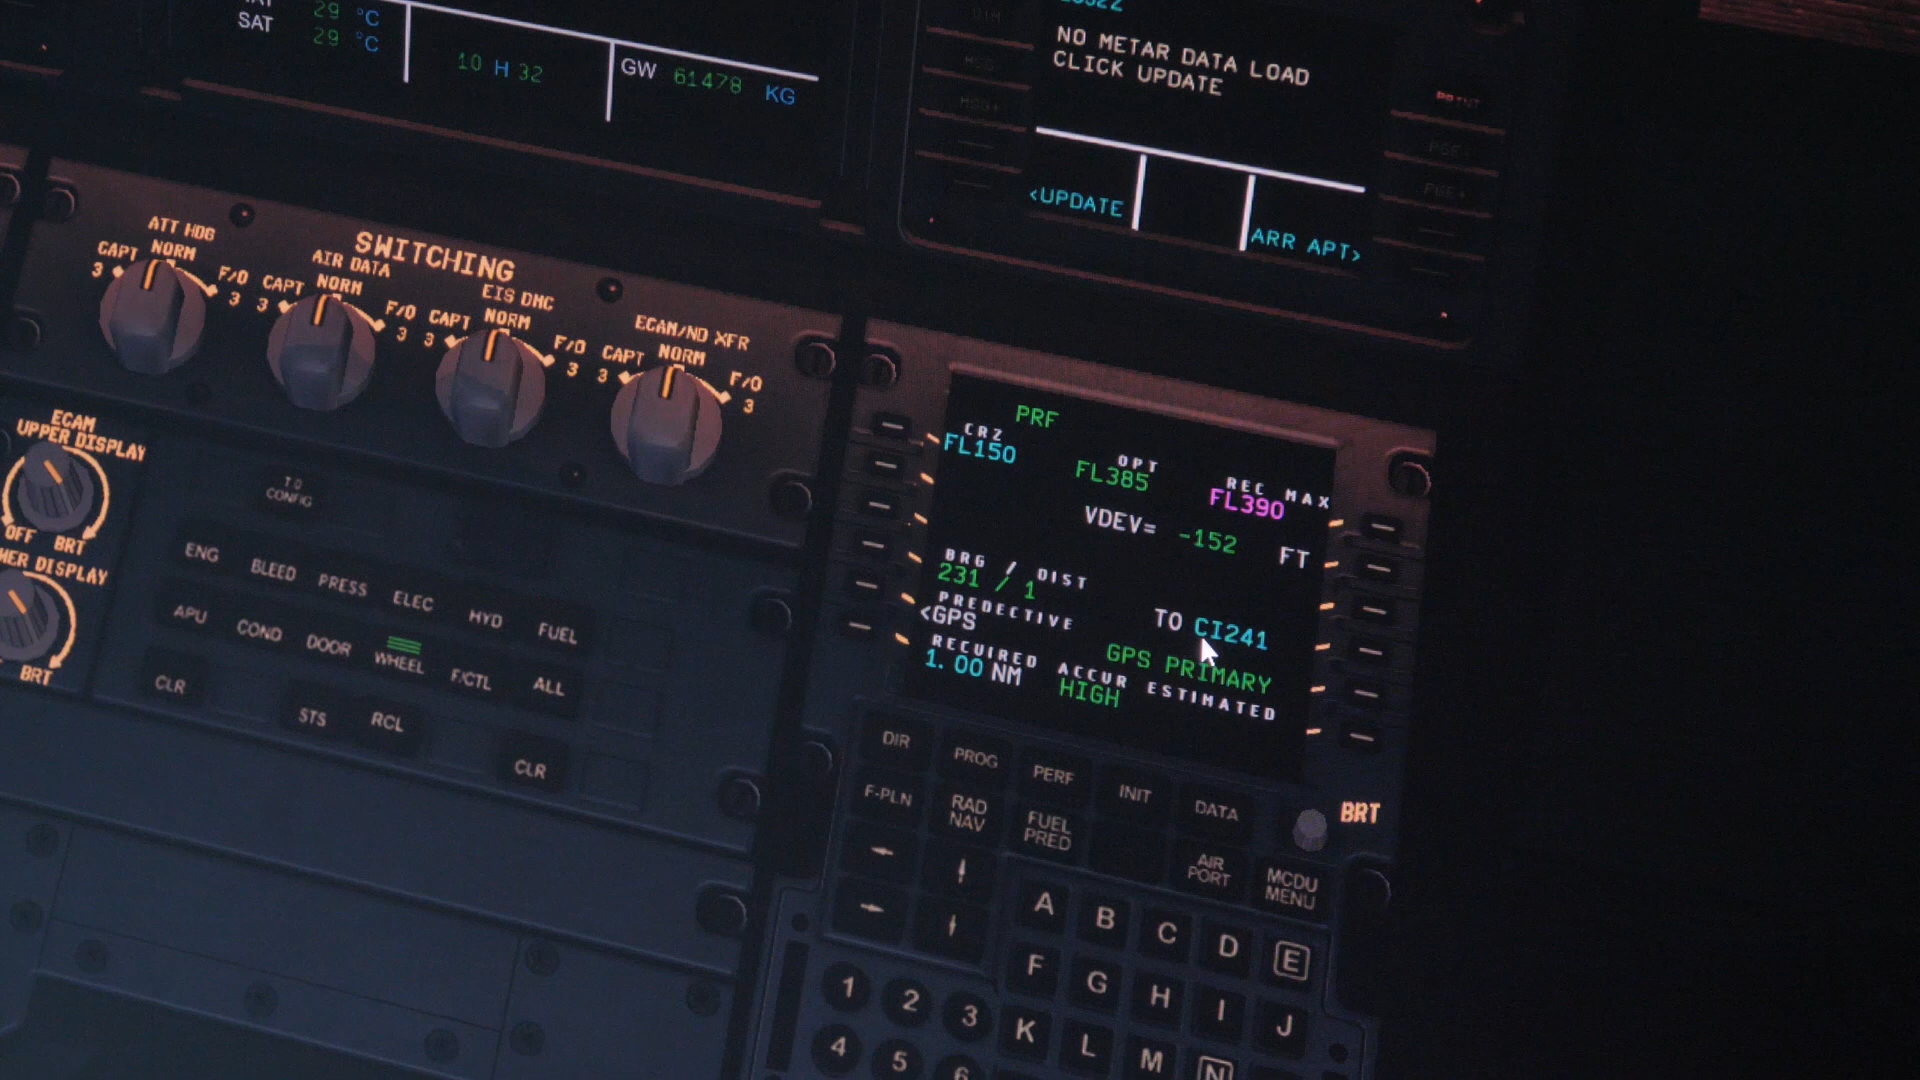 SAT 29 °C
29 °C
10 H 32
GW 61478 KG
NO METAR DATA LOAD
CLICK UPDATE
<UPDATE
ARR APT>
PRINT
SWITCHING
ATT HDG
CAPT NORM F/O
3 3
AIR DATA
CAPT NORM F/O
3 3
EIS DMC
CAPT NORM F/O
3 3
ECAM/ND XFR
CAPT NORM F/O
3 3
ECAM
UPPER DISPLAY
OFF BRT
HER DISPLAY
BRT
T.O
CONFIG
ENG BLEED PRESS ELEC HYD FUEL
APU COND DOOR WHEEL F/CTL ALL
CLR STS RCL CLR
PRF
CRZ OPT REC MAX
FL150 FL385 FL390
VDEV= -152 FT
BRG / DIST
231 / 1 TO CI241
PREDECTIVE
<GPS GPS PRIMARY
RECUIRED ACCUR ESTIMATED
1.00 NM HIGH
DIR PROG PERF INIT DATA
BRT
F-PLN RAD NAV FUEL PRED AIR PORT MCDU MENU
A B C D E
F G H I J
K L M N
1 2 3
4 5 6